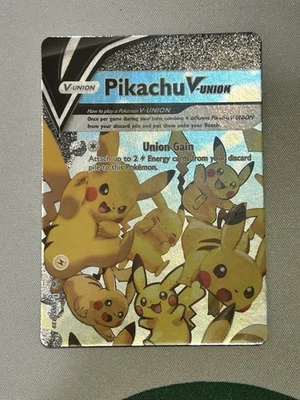 V-UNION Pikachu V-UNION
How to play a Pokémon V-UNION
Once per game during your turn, combine 4 different Pikachu V-UNION
from your discard pile and put them onto your Bench.
Union Gain
Attach up to 2 Energy cards from your discard
pile to this Pokémon.